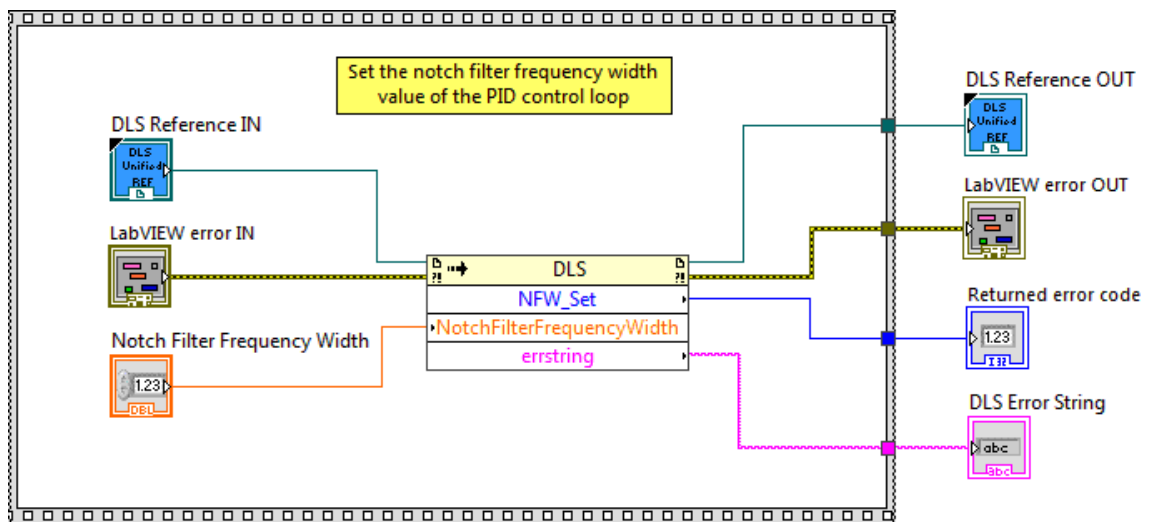 Set the notch filter frequency width
value of the PID control loop
DLS Reference IN
DLS
Unified
REF
LabVIEW error IN
Notch Filter Frequency Width
1.23
DBL
?!
DLS
?!
NFW_Set
NotchFilterFrequencyWidth
errstring
DLS Reference OUT
DLS
Unified
REF
LabVIEW error OUT
Returned error code
1.23
I32
DLS Error String
abc
abc